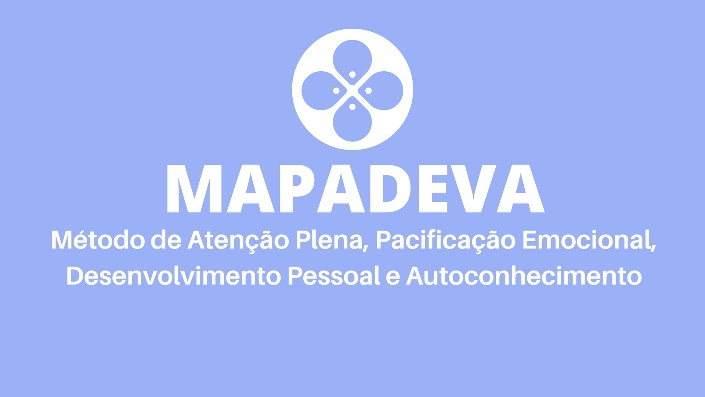 MAPADEVA
Método de Atenção Plena, Pacificação Emocional,
Desenvolvimento Pessoal e Autoconhecimento